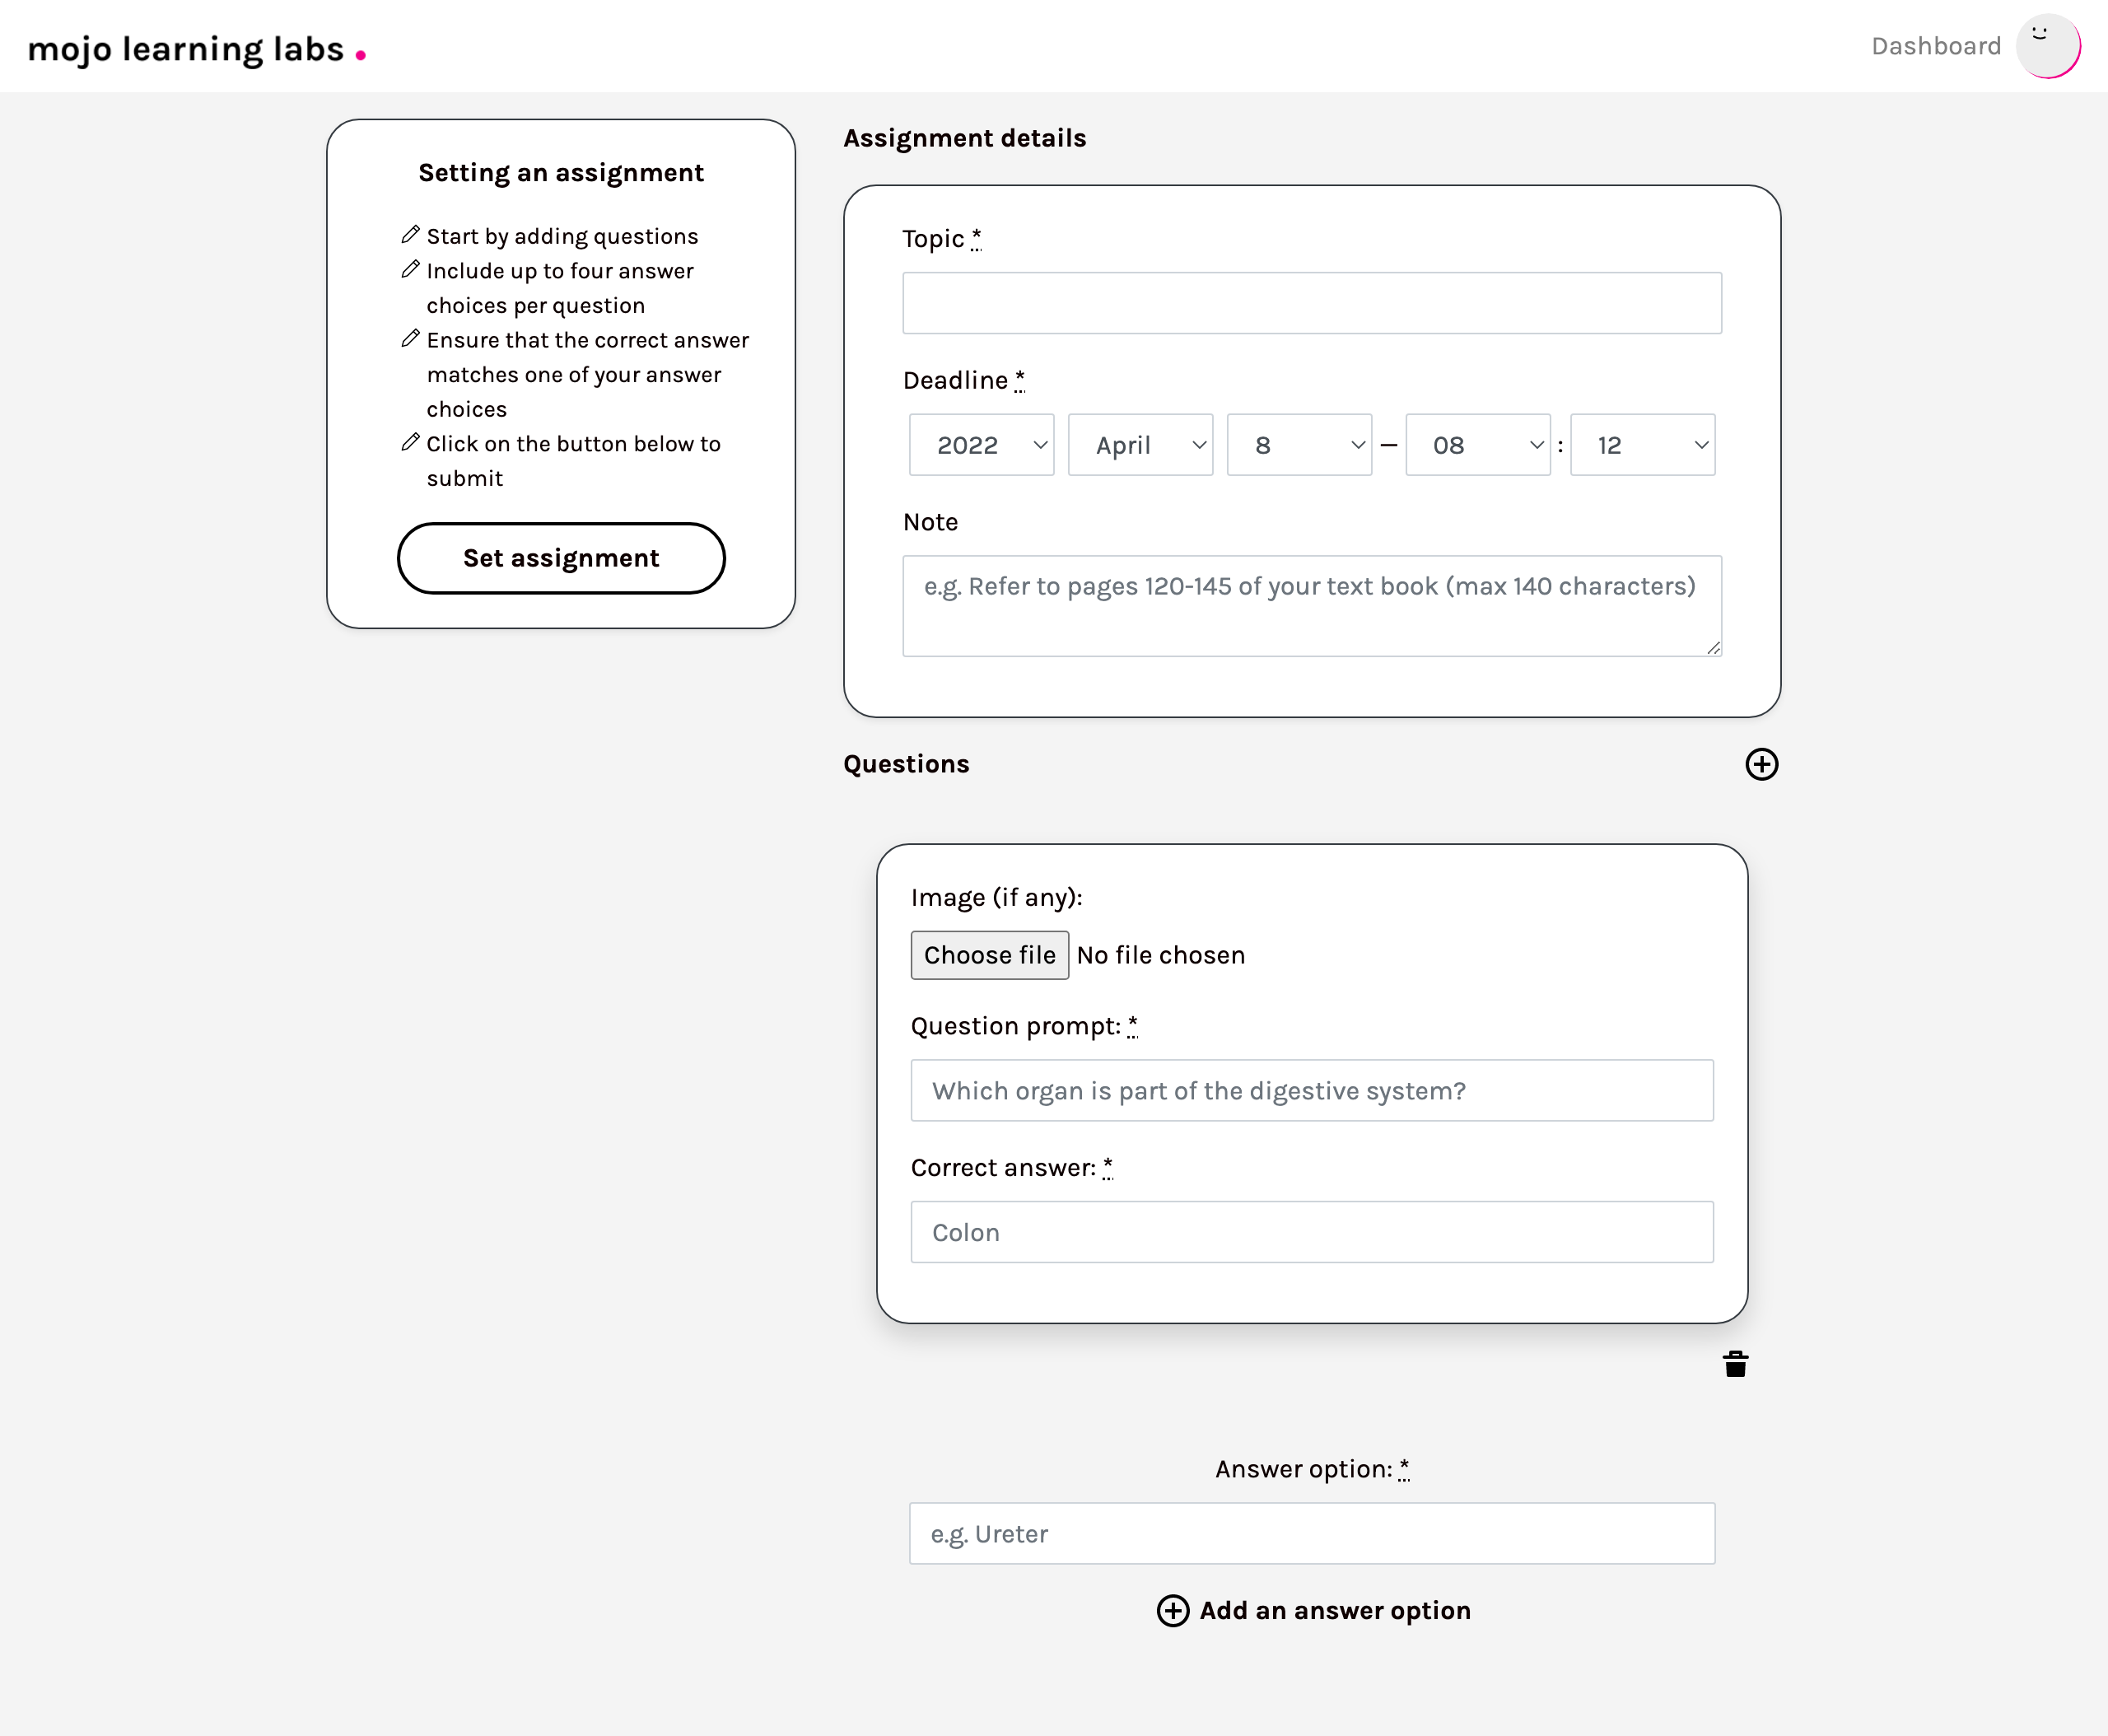 mojo learning labs .
Dashboard
Setting an assignment
Start by adding questions
Include up to four answer
choices per question
Ensure that the correct answer
matches one of your answer
choices
Click on the button below to
submit
Set assignment
Assignment details
Topic *
Deadline *
2022 April 8 – 08 : 12
Note
e.g. Refer to pages 120-145 of your text book (max 140 characters)
Questions
Image (if any):
Choose file No file chosen
Question prompt: *
Which organ is part of the digestive system?
Correct answer: *
Colon
Answer option: *
e.g. Ureter
Add an answer option